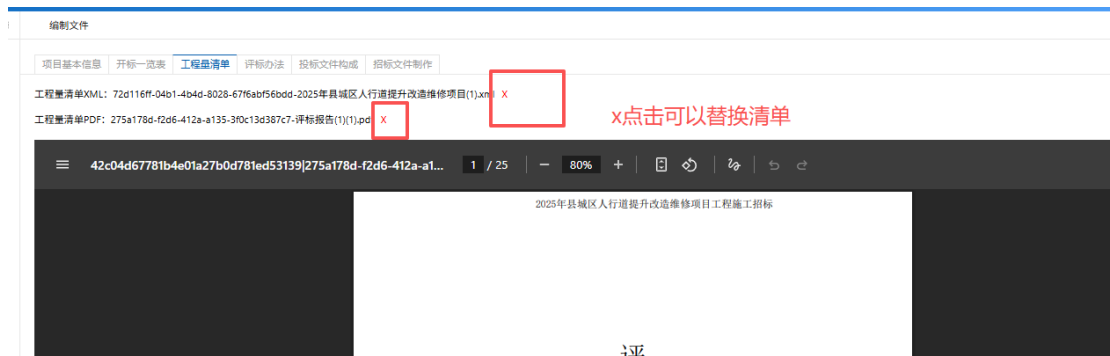 编制文件
项目基本信息 开标一览表 工程量清单 评标办法 投标文件构成 招标文件制作
工程量清单XML：72d116ff-04b1-4b4d-8028-67f6abf56bdd-2025年县城区人行道提升改造维修项目(1).xml X
工程量清单PDF：275a178d-f2d6-412a-a135-3f0c13d387c7-评标报告(1)(1).pd X
x点击可以替换清单
42c04d67781b4e01a27b0d781ed53139|275a178d-f2d6-412a-a1... 1 / 25 — 80% +
2025年县城区人行道提升改造维修项目工程施工招标
评